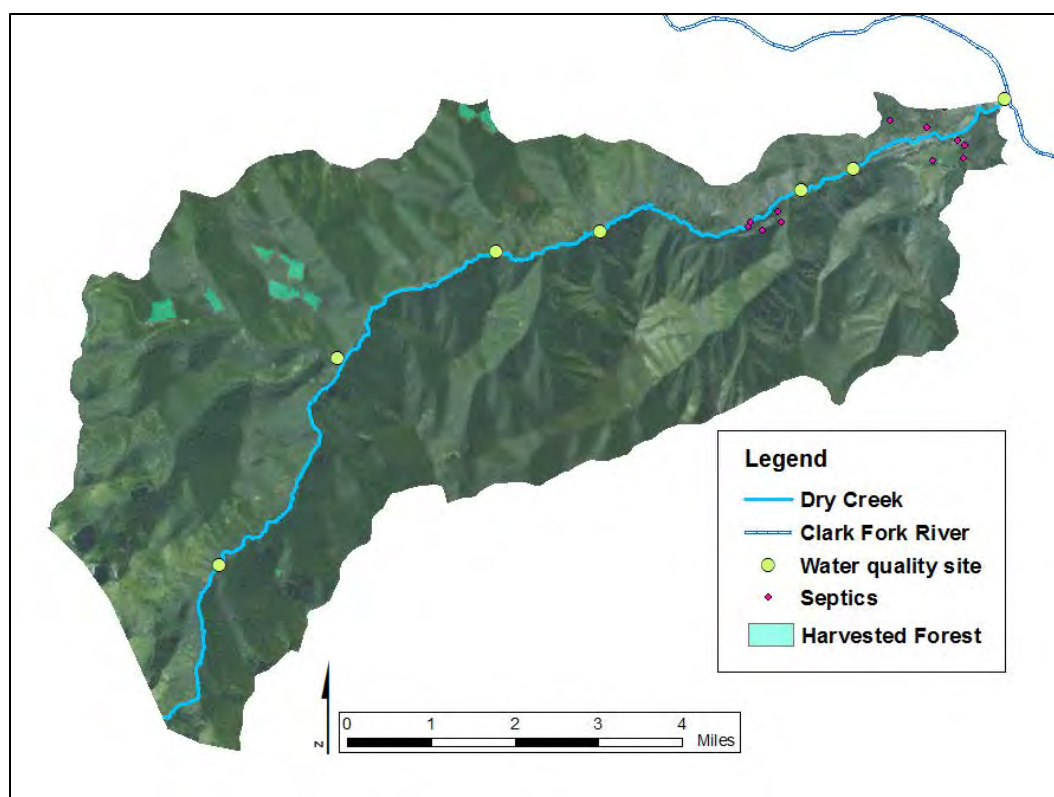 Legend
Dry Creek
Clark Fork River
Water quality site
Septics
Harvested Forest
N
0 1 2 3 4
Miles